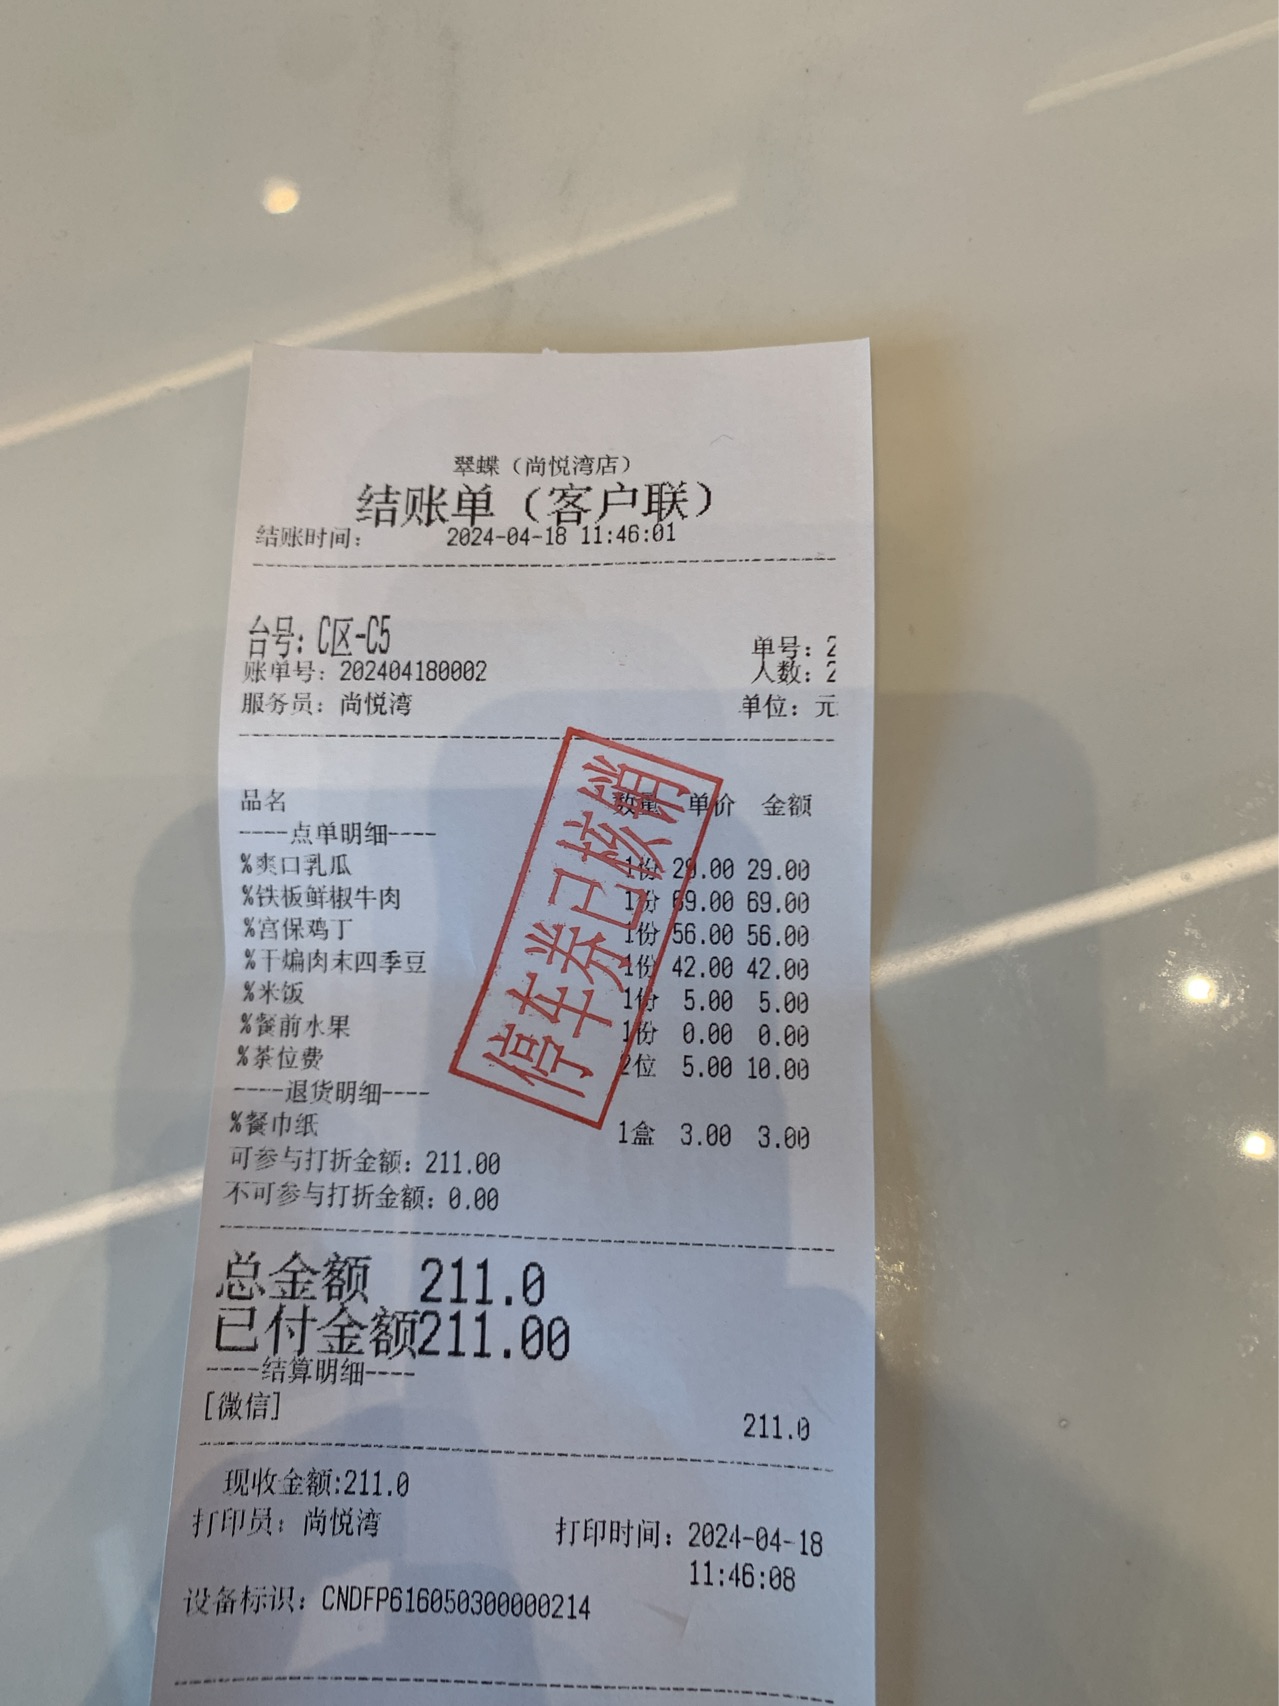 翠蝶（尚悦湾店）
结账单（客户联）
结账时间： 2024-04-18 11:46:01
台号：C区-C5
单号：2
账单号：202404180002
人数：2
服务员：尚悦湾
单位：元
品名 数量 单价 金额
----点单明细----
%爽口乳瓜 1份 29.00 29.00
%铁板鲜椒牛肉 1份 69.00 69.00
%宫保鸡丁 1份 56.00 56.00
%干煸肉末四季豆 1份 42.00 42.00
%米饭 1份 5.00 5.00
%餐前水果 1份 0.00 0.00
%茶位费 2位 5.00 10.00
----退货明细----
%餐巾纸 1盒 3.00 3.00
可参与打折金额：211.00
不可参与打折金额：0.00
总金额 211.0
已付金额211.00
----结算明细----
[微信] 211.0
现收金额:211.0
打印员：尚悦湾 打印时间：2024-04-18
11:46:08
设备标识：CNDFP616050300000214
停车券已核销